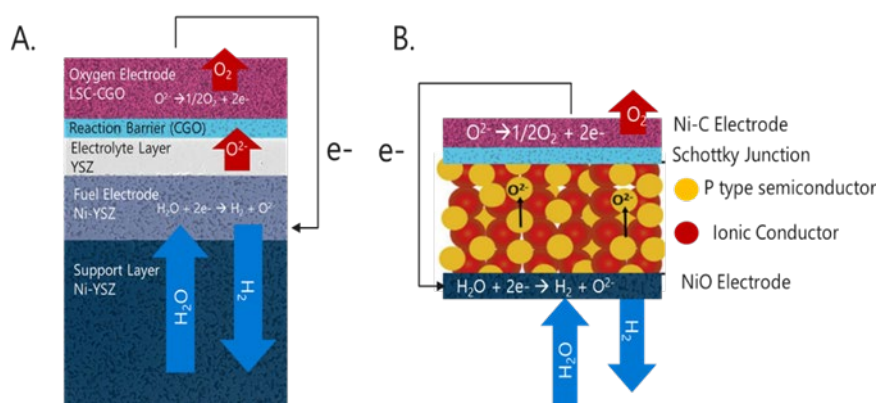 A.
Oxygen Electrode
LSC-CGO
O₂
O²⁻→1/2O₂ + 2e-
Reaction Barrier (CGO)
Electrolyte Layer
YSZ
O²⁻
Fuel Electrode
Ni-YSZ
H₂O + 2e- → H₂ + O²
Support Layer
Ni-YSZ
H₂O
H₂
e-
B.
e-
O₂
O²⁻ →1/2O₂ + 2e-
Ni-C Electrode
Schottky Junction
O²⁻
O²⁻
P type semiconductor
Ionic Conductor
H₂O + 2e- → H₂ + O²⁻
NiO Electrode
H₂O
H₂